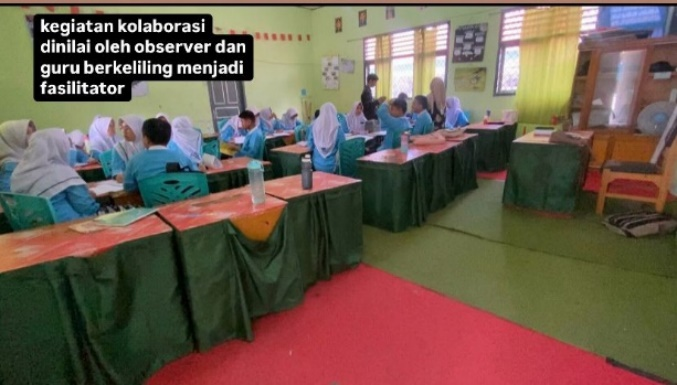 kegiatan kolaborasi
dinilai oleh observer dan
guru berkeliling menjadi
fasilitator